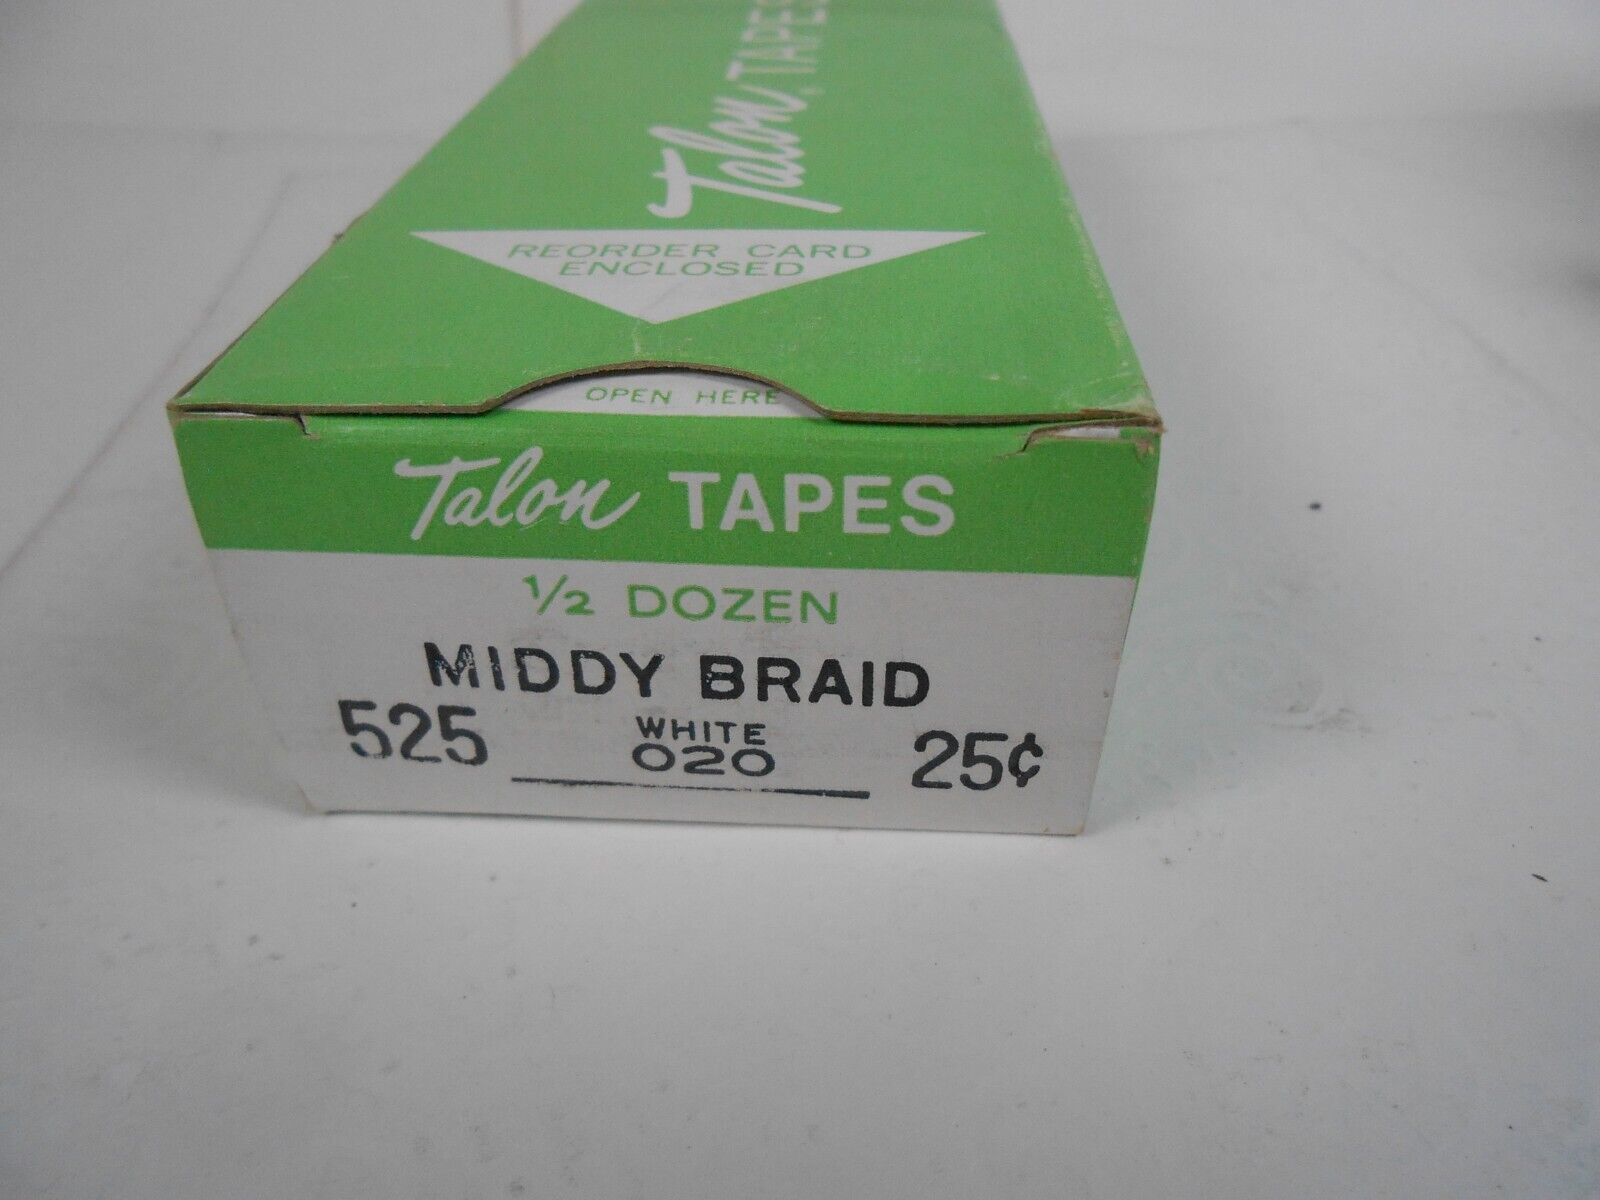 Talon TAPES
REORDER CARD
ENCLOSED
OPEN HERE
Talon TAPES
1/2 DOZEN
MIDDY BRAID
525 WHITE 020 25¢